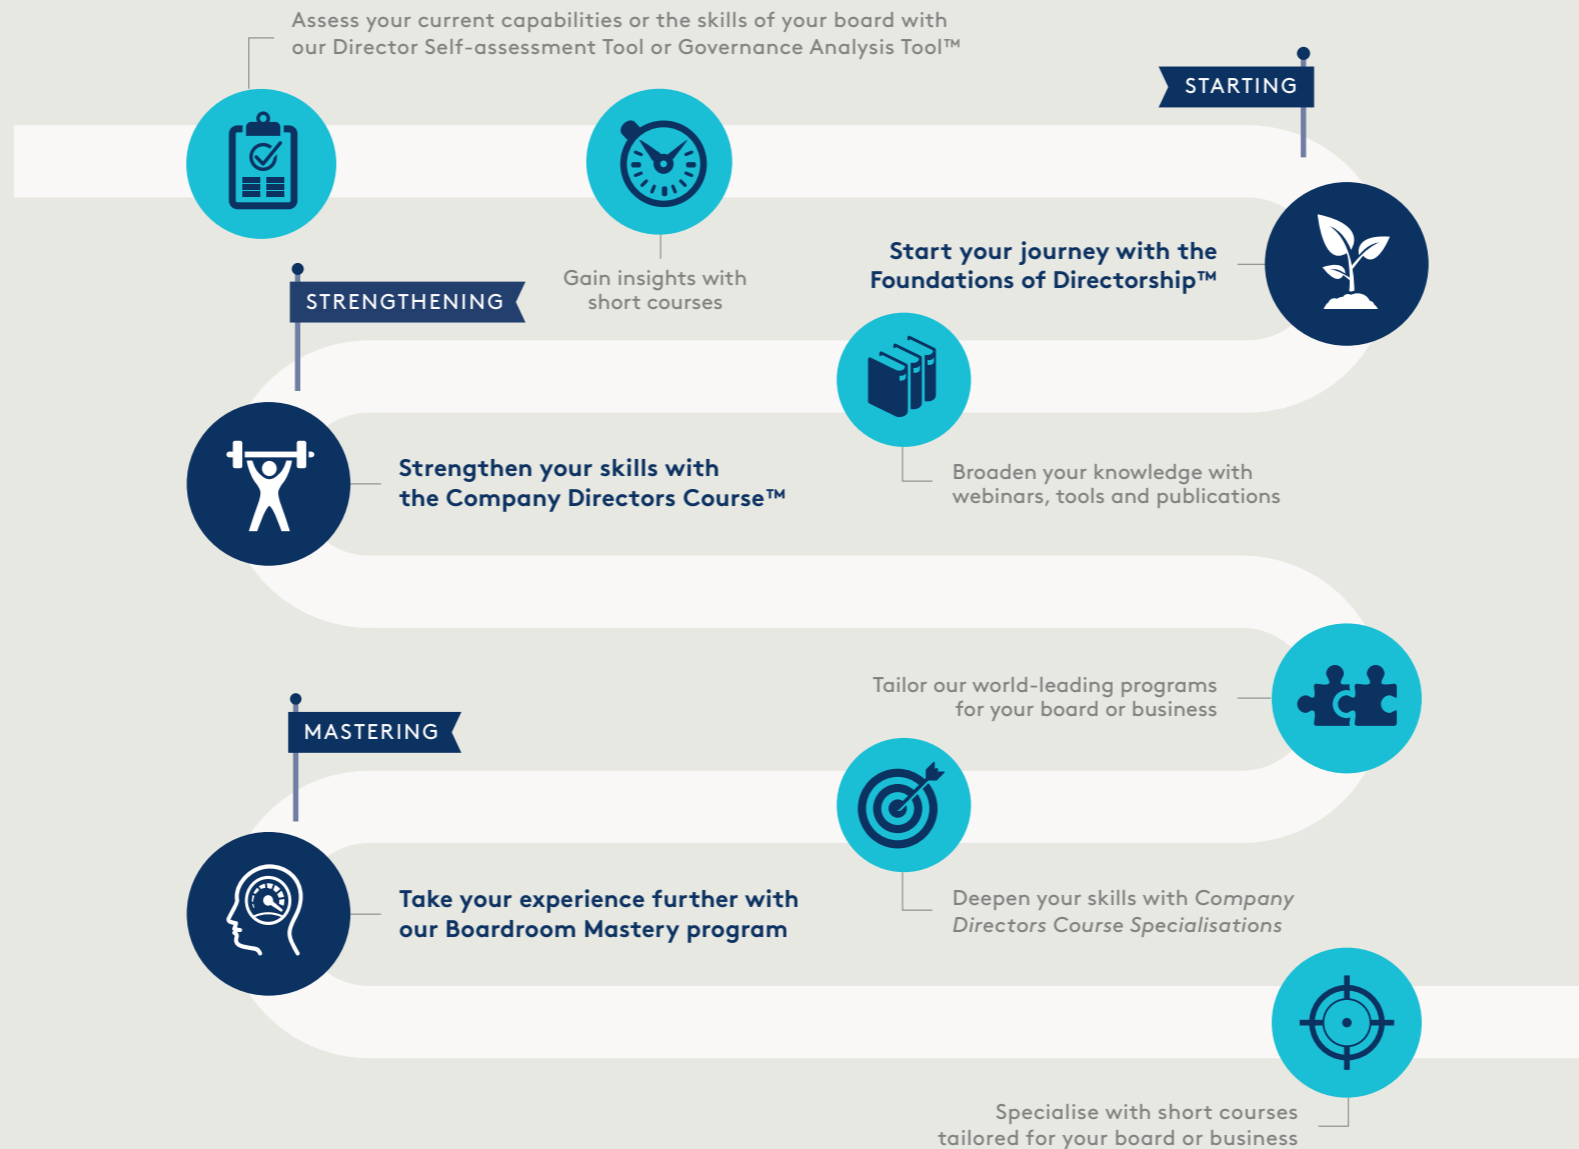 Assess your current capabilities or the skills of your board with
our Director Self-assessment Tool or Governance Analysis Tool™
Gain insights with
short courses
STARTING
Start your journey with the
Foundations of Directorship™
Broaden your knowledge with
webinars, tools and publications
STRENGTHENING
Strengthen your skills with
the Company Directors Course™
Tailor our world-leading programs
for your board or business
Deepen your skills with Company
Directors Course Specialisations
MASTERING
Take your experience further with
our Boardroom Mastery program
Specialise with short courses
tailored for your board or business